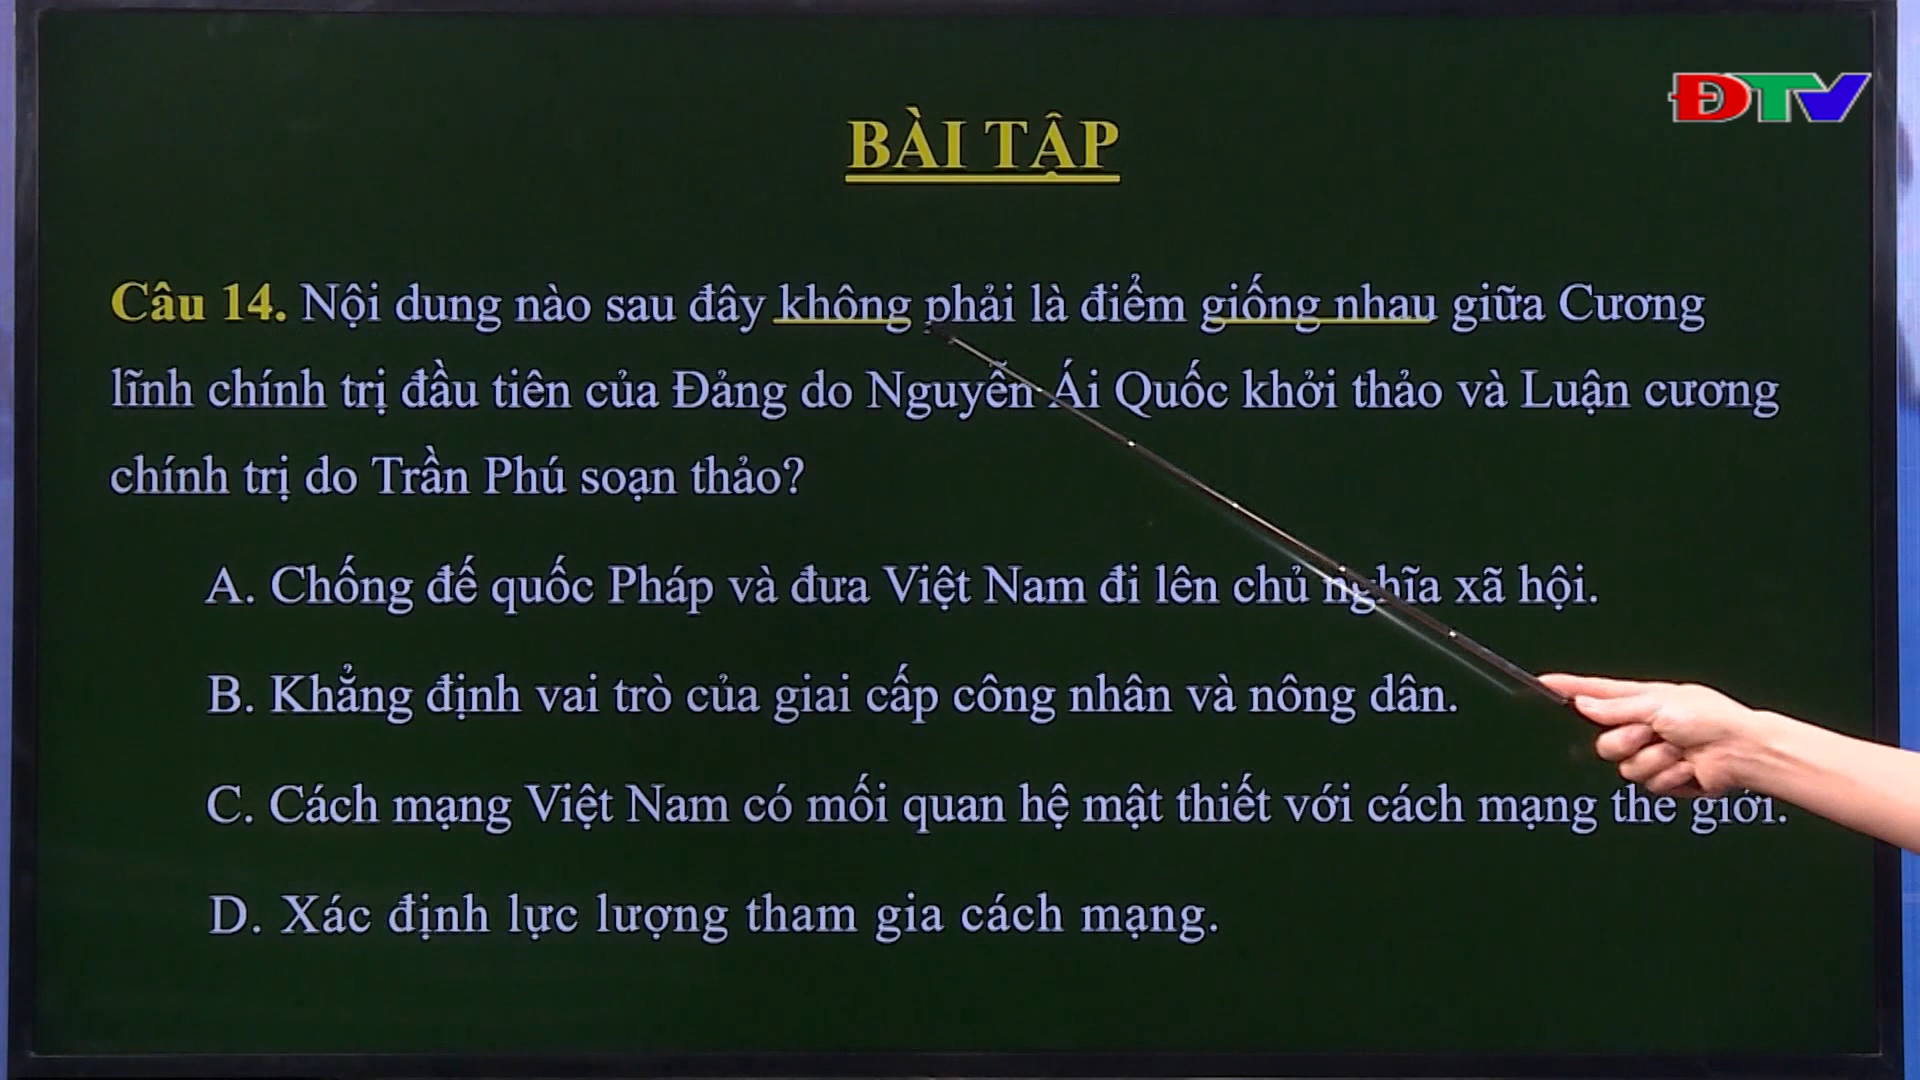 ĐTV
BÀI TẬP
Câu 14. Nội dung nào sau đây không phải là điểm giống nhau giữa Cương
lĩnh chính trị đầu tiên của Đảng do Nguyễn Ái Quốc khởi thảo và Luận cương
chính trị do Trần Phú soạn thảo?
A. Chống đế quốc Pháp và đưa Việt Nam đi lên chủ nghĩa xã hội.
B. Khẳng định vai trò của giai cấp công nhân và nông dân.
C. Cách mạng Việt Nam có mối quan hệ mật thiết với cách mạng thế giới.
D. Xác định lực lượng tham gia cách mạng.